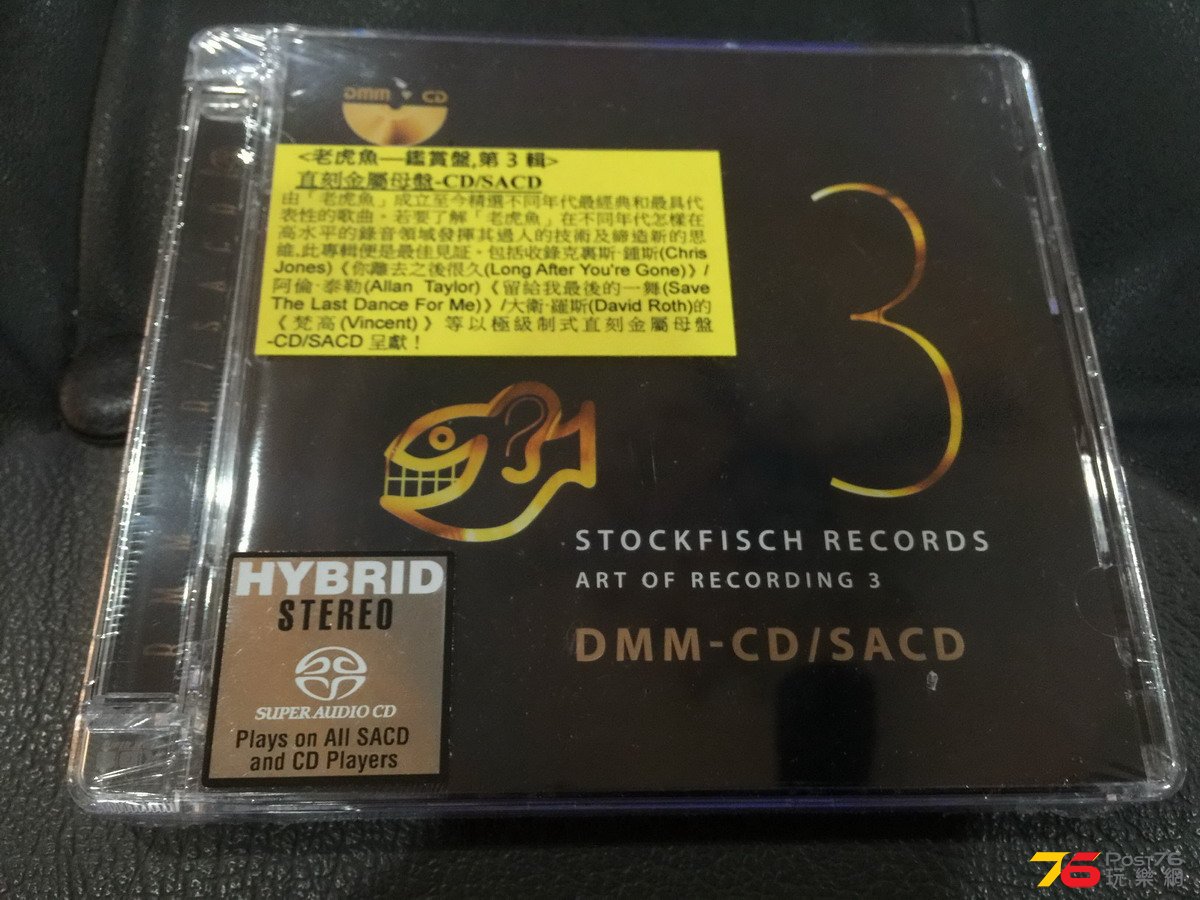 DMM CD
<老虎魚—鑑賞盤,第 3 輯>
直刻金屬母盤-CD/SACD
由「老虎魚」成立至今精選不同年代最經典和最具代
表性的歌曲。若要了解「老虎魚」在不同年代怎樣在
高水平的錄音領域發揮其過人的技術及締造新的思
維,此專輯便是最佳見証。包括收錄克裏斯·鍾斯(Chris
Jones)《你離去之後很久(Long After You're Gone)》/
阿倫·泰勒(Allan Taylor)《留給我最後的一舞(Save
The Last Dance For Me)》/大衛·羅斯(David Roth)的
《梵高(Vincent)》等以極級制式直刻金屬母盤
-CD/SACD 呈獻！
3
STOCKFISCH RECORDS
ART OF RECORDING 3
DMM-CD/SACD
HYBRID
STEREO
SUPER AUDIO CD
Plays on All SACD
and CD Players
76 Post76
玩樂網